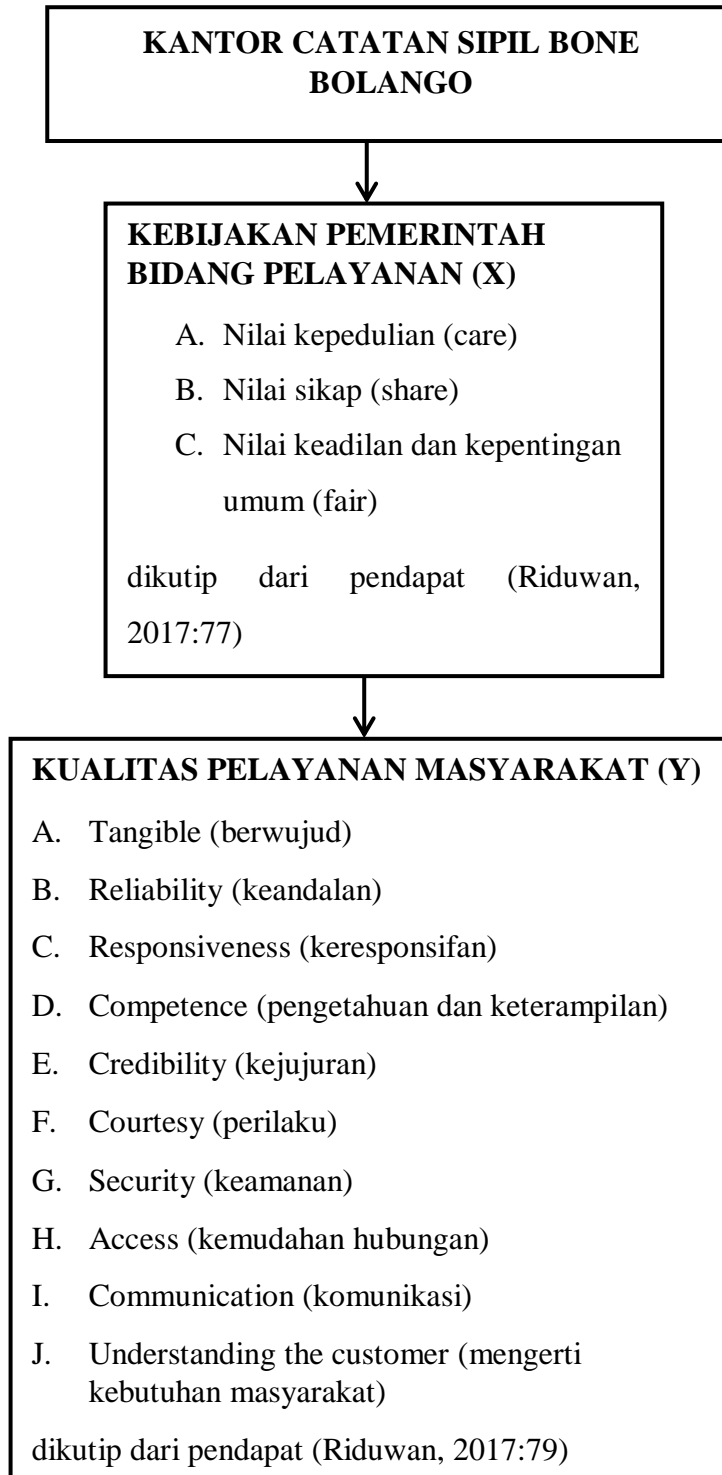 KANTOR CATATAN SIPIL BONE
BOLANGO
KEBIJAKAN PEMERINTAH
BIDANG PELAYANAN (X)
A. Nilai kepedulian (care)
B. Nilai sikap (share)
C. Nilai keadilan dan kepentingan
umum (fair)
dikutip dari pendapat (Riduwan,
2017:77)
KUALITAS PELAYANAN MASYARAKAT (Y)
A. Tangible (berwujud)
B. Reliability (keandalan)
C. Responsiveness (keresponsifan)
D. Competence (pengetahuan dan keterampilan)
E. Credibility (kejujuran)
F. Courtesy (perilaku)
G. Security (keamanan)
H. Access (kemudahan hubungan)
I. Communication (komunikasi)
J. Understanding the customer (mengerti
kebutuhan masyarakat)
dikutip dari pendapat (Riduwan, 2017:79)